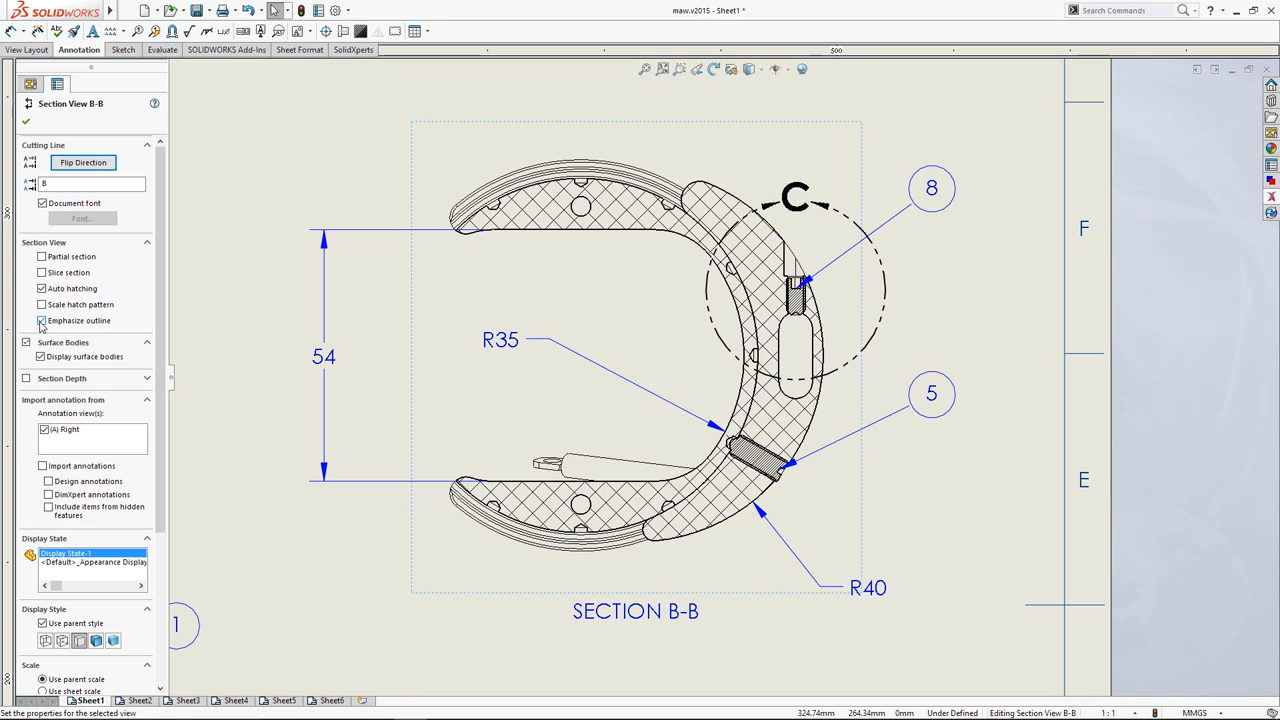 SOLIDWORKS
maw.v2015 - Sheet1 *
Search Commands
View Layout
Annotation
Sketch
Evaluate
SOLIDWORKS Add-Ins
Sheet Format
SolidXperts
500
Section View B-B
Cutting Line
Flip Direction
B
Document font
Font...
Section View
Partial section
Slice section
Auto hatching
Scale hatch pattern
Emphasize outline
Surface Bodies
Display surface bodies
Section Depth
Import annotation from
Annotation view(s):
(A) Right
Import annotations
Design annotations
DimXpert annotations
Include items from hidden
features
Display State
Display State-1
<Default>_Appearance Display
Display Style
Use parent style
Scale
Use parent scale
Use sheet scale
300
200
C
8
F
54
R35
5
E
R40
SECTION B-B
1
Sheet1
Sheet2
Sheet3
Sheet4
Sheet5
Sheet6
Set the properties for the selected view
324.74mm
264.34mm
0mm
Under Defined
Editing Section View B-B
1 : 1
MMGS